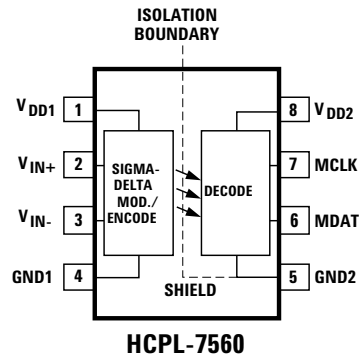 ISOLATION
BOUNDARY
VDD1 1
VIN+ 2
VIN- 3
GND1 4
SIGMA-
DELTA
MOD./
ENCODE
DECODE
SHIELD
8 VDD2
7 MCLK
6 MDAT
5 GND2
HCPL-7560